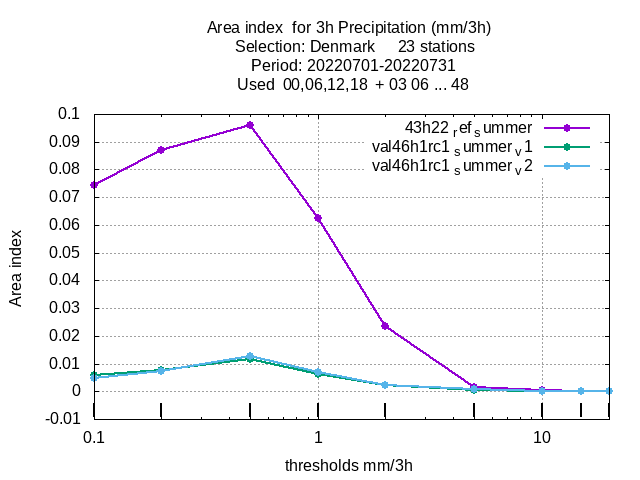 Area index  for 3h Precipitation (mm/3h)
Selection: Denmark     23 stations
Period: 20220701-20220731
Used  00,06,12,18  + 03 06 ... 48
43h22 ref summer
val46h1rc1 summer v1
val46h1rc1 summer v2
0.1
0.09
0.08
0.07
0.06
0.05
0.04
0.03
0.02
0.01
0
-0.01
Area index
0.1 1 10
thresholds mm/3h